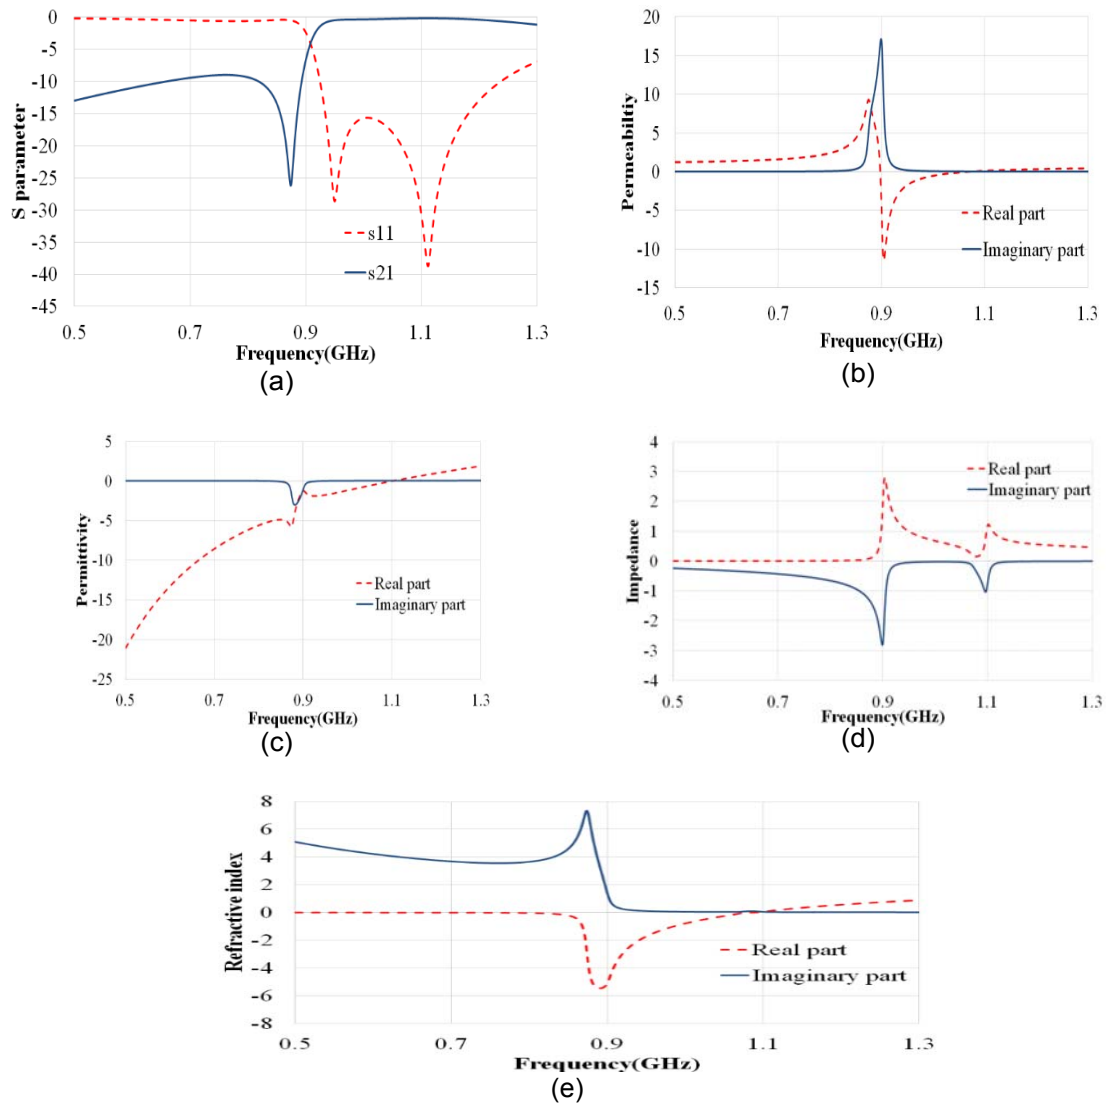 0
-5
-10
-15
-20
-25
-30
-35
-40
-45
S parameter
s11
s21
0.5 0.7 0.9 1.1 1.3
Frequency(GHz)
(a)
20
15
10
5
0
-5
-10
-15
Permeabiltiy
Real part
Imaginary part
0.5 0.7 0.9 1.1 1.3
Frequency(GHz)
(b)
5
0
-5
-10
-15
-20
-25
Permittivity
Real part
Imaginary part
0.5 0.7 0.9 1.1 1.3
Frequency(GHz)
(c)
4
3
2
1
0
-1
-2
-3
-4
Impedance
Real part
Imaginary part
0.5 0.7 0.9 1.1 1.3
Frequency(GHz)
(d)
8
6
4
2
0
-2
-4
-6
-8
Refractive index
Real part
Imaginary part
0.5 0.7 0.9 1.1 1.3
Frequency(GHz)
(e)